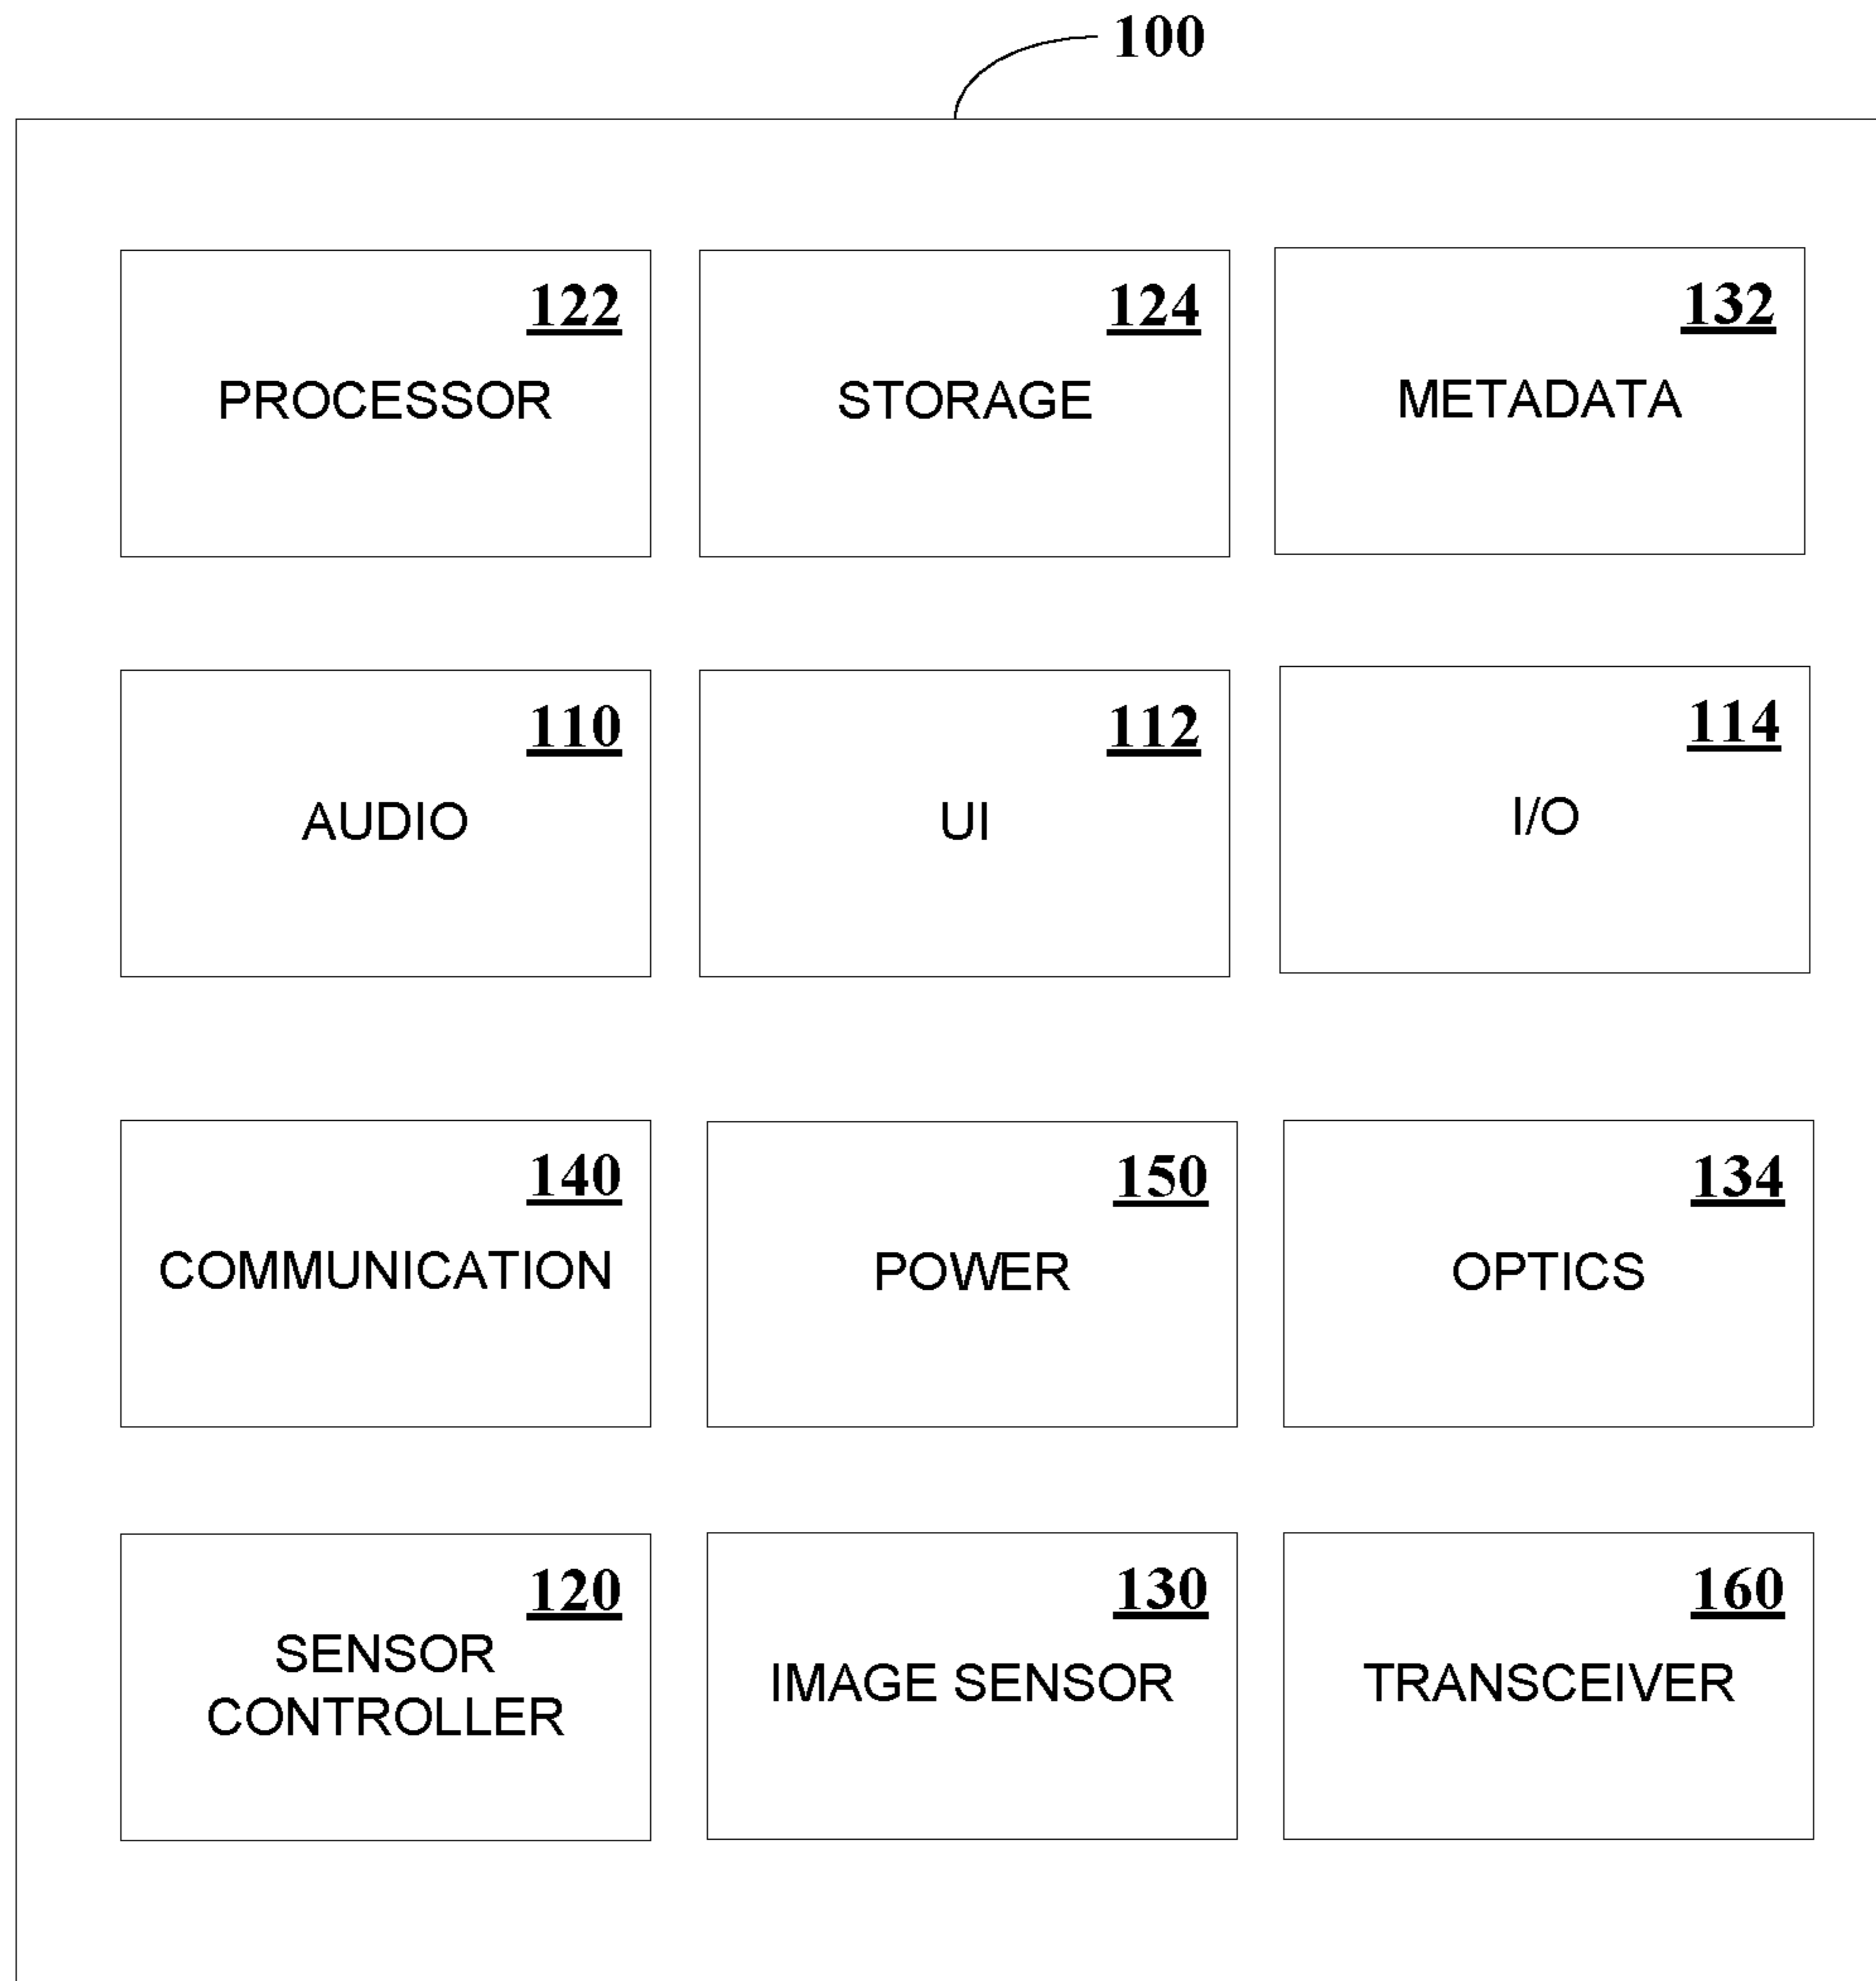 100
122
PROCESSOR
124
STORAGE
132
METADATA
110
AUDIO
112
UI
114
I/O
140
COMMUNICATION
150
POWER
134
OPTICS
120
SENSOR
CONTROLLER
130
IMAGE SENSOR
160
TRANSCEIVER